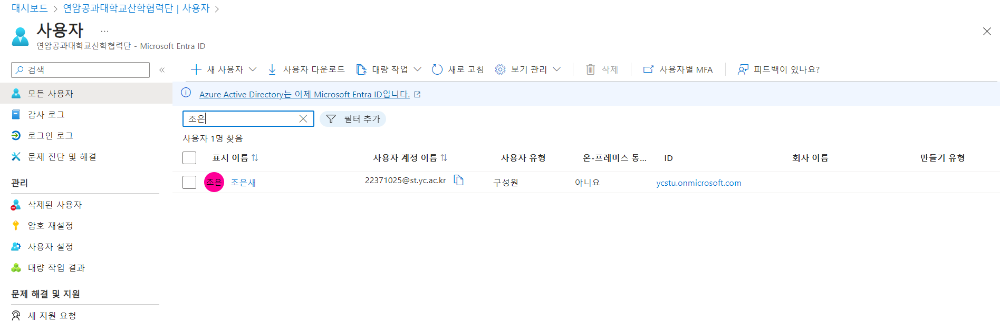 대시보드 > 연암공과대학교산학협력단 | 사용자 >
사용자 ...
연암공과대학교산학협력단 - Microsoft Entra ID
검색 «
새 사용자 사용자 다운로드 대량 작업 새로 고침 보기 관리 삭제 사용자별 MFA 피드백이 있나요?
모든 사용자
감사 로그
로그인 로그
문제 진단 및 해결
관리
삭제된 사용자
암호 재설정
사용자 설정
대량 작업 결과
문제 해결 및 지원
새 지원 요청
Azure Active Directory는 이제 Microsoft Entra ID입니다.
조은 필터 추가
사용자 1명 찾음
표시 이름 사용자 계정 이름 사용자 유형 온-프레미스 동... ID 회사 이름 만들기 유형
조은 조은새 22371025@st.yc.ac.kr 구성원 아니요 ycstu.onmicrosoft.com